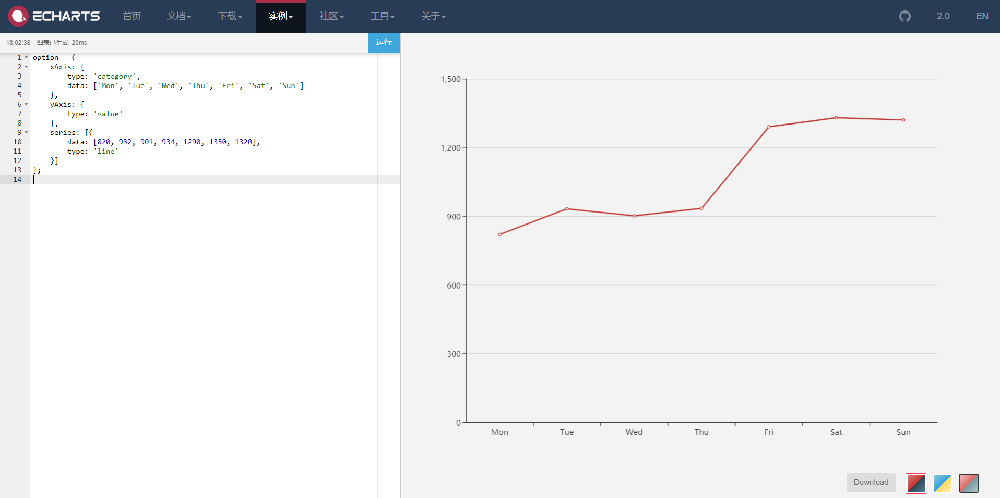 ECHARTS 首页 文档 下载 实例 社区 工具 关于 2.0 EN
18:02:38 图表已生成, 20ms 运行
1 option = {
2     xAxis: {
3         type: 'category',
4         data: ['Mon', 'Tue', 'Wed', 'Thu', 'Fri', 'Sat', 'Sun']
5     },
6     yAxis: {
7         type: 'value'
8     },
9     series: [{
10         data: [820, 932, 901, 934, 1290, 1330, 1320],
11         type: 'line'
12     }]
13 };
14
1,500
1,200
900
600
300
0
Mon Tue Wed Thu Fri Sat Sun
Download